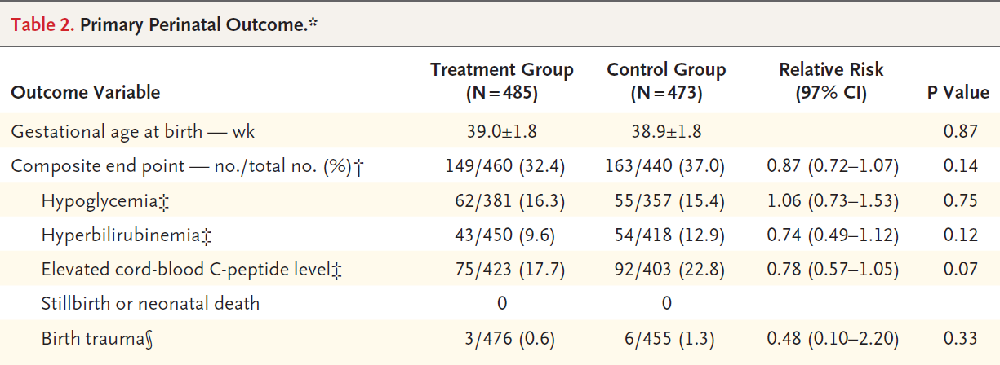 Table 2. Primary Perinatal Outcome.*
Outcome Variable Treatment Group (N=485) Control Group (N=473) Relative Risk (97% CI) P Value
Gestational age at birth — wk 39.0±1.8 38.9±1.8 0.87
Composite end point — no./total no. (%)† 149/460 (32.4) 163/440 (37.0) 0.87 (0.72–1.07) 0.14
Hypoglycemia‡ 62/381 (16.3) 55/357 (15.4) 1.06 (0.73–1.53) 0.75
Hyperbilirubinemia‡ 43/450 (9.6) 54/418 (12.9) 0.74 (0.49–1.12) 0.12
Elevated cord-blood C-peptide level‡ 75/423 (17.7) 92/403 (22.8) 0.78 (0.57–1.05) 0.07
Stillbirth or neonatal death 0 0
Birth trauma§ 3/476 (0.6) 6/455 (1.3) 0.48 (0.10–2.20) 0.33